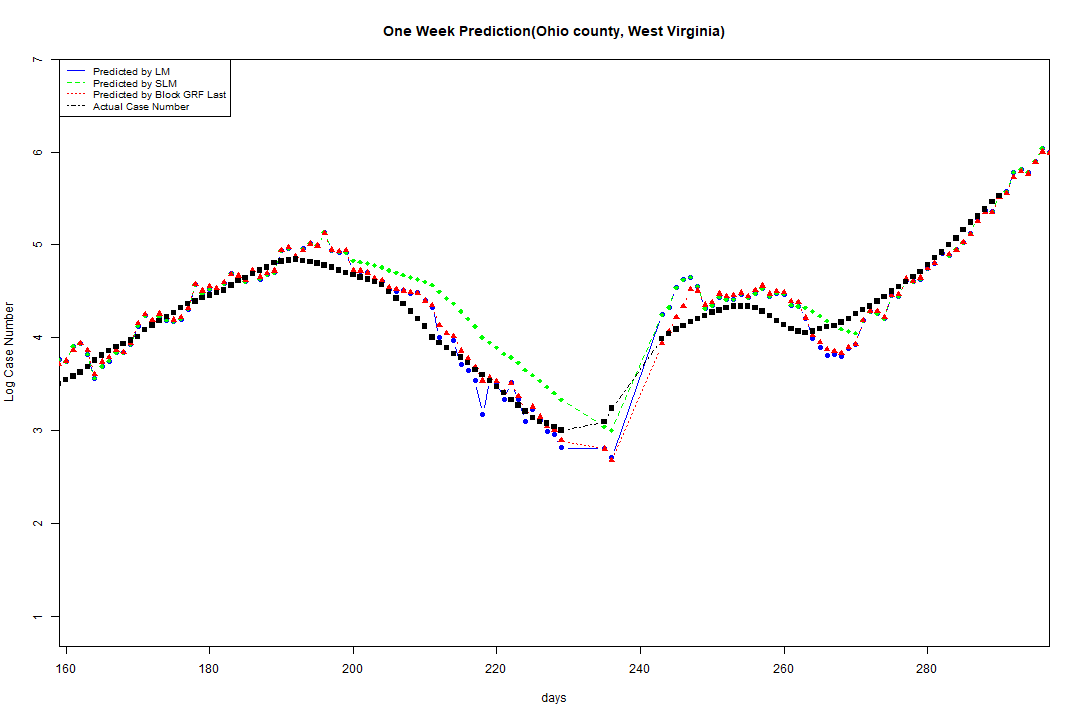 One Week Prediction(Ohio county, West Virginia)
Predicted by LM
Predicted by SLM
Predicted by Block GRF Last
Actual Case Number
7
6
5
4
3
2
1
Log Case Number
160 180 200 220 240 260 280
days